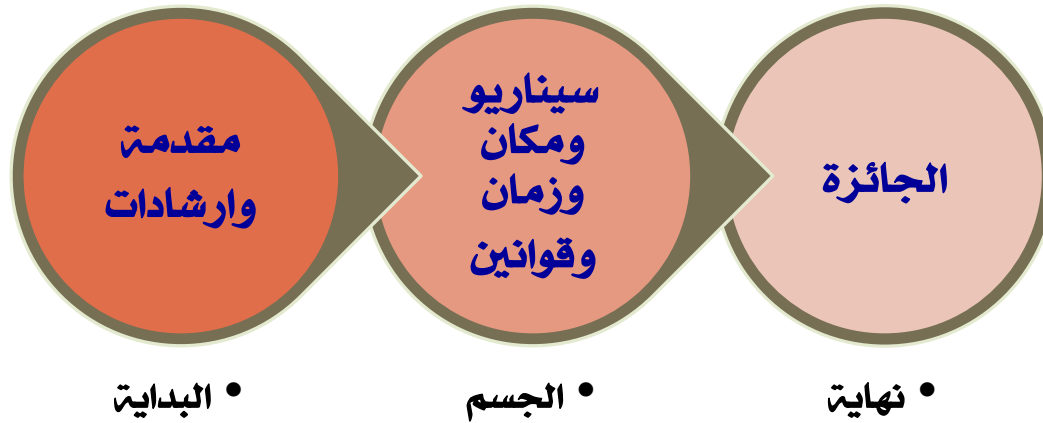 مقدمة
وارشادات
سيناريو
ومكان
وزمان
وقوانين
الجائزة
• البداية
• الجسم
• نهاية